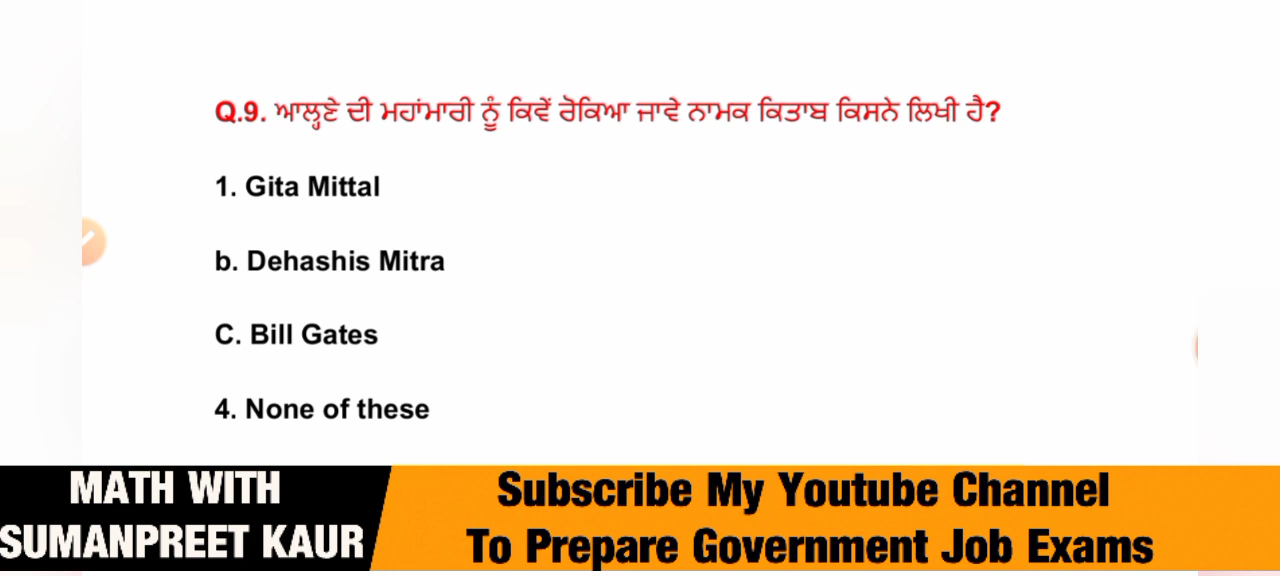 Q.9. ਆਲ੍ਹਣੇ ਦੀ ਮਹਾਂਮਾਰੀ ਨੂੰ ਕਿਵੇਂ ਰੋਕਿਆ ਜਾਵੇ ਨਾਮਕ ਕਿਤਾਬ ਕਿਸਨੇ ਲਿਖੀ ਹੈ?
1. Gita Mittal
b. Dehashis Mitra
C. Bill Gates
4. None of these
MATH WITH
SUMANPREET KAUR
Subscribe My Youtube Channel
To Prepare Government Job Exams